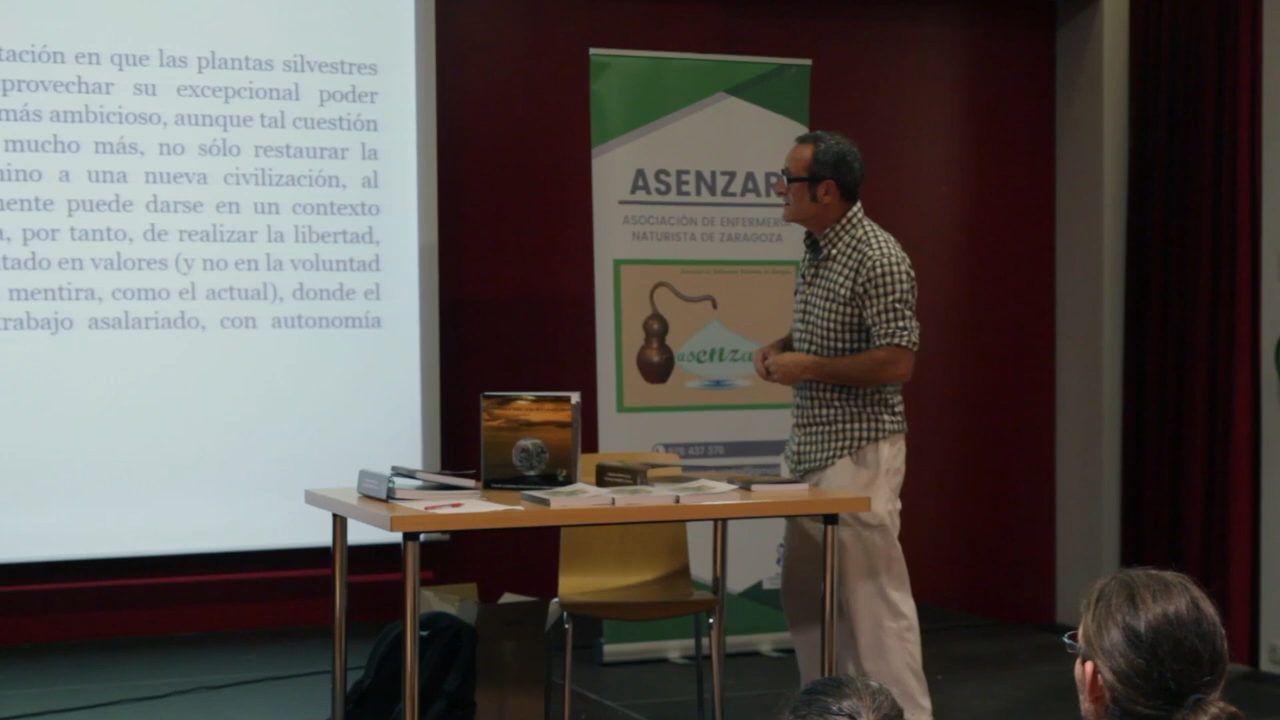 tación en que las plantas silvestres
provechar su excepcional poder
más ambicioso, aunque tal cuestión
mucho más, no sólo restaurar la
nino a una nueva civilización, al
nente puede darse en un contexto
a, por tanto, de realizar la libertad,
tado en valores (y no en la voluntad
mentira, como el actual), donde el
rabajo asalariado, con autonomía
ASENZAR
ASOCIACIÓN DE ENFERMERÍA
NATURISTA DE ZARAGOZA
asenza